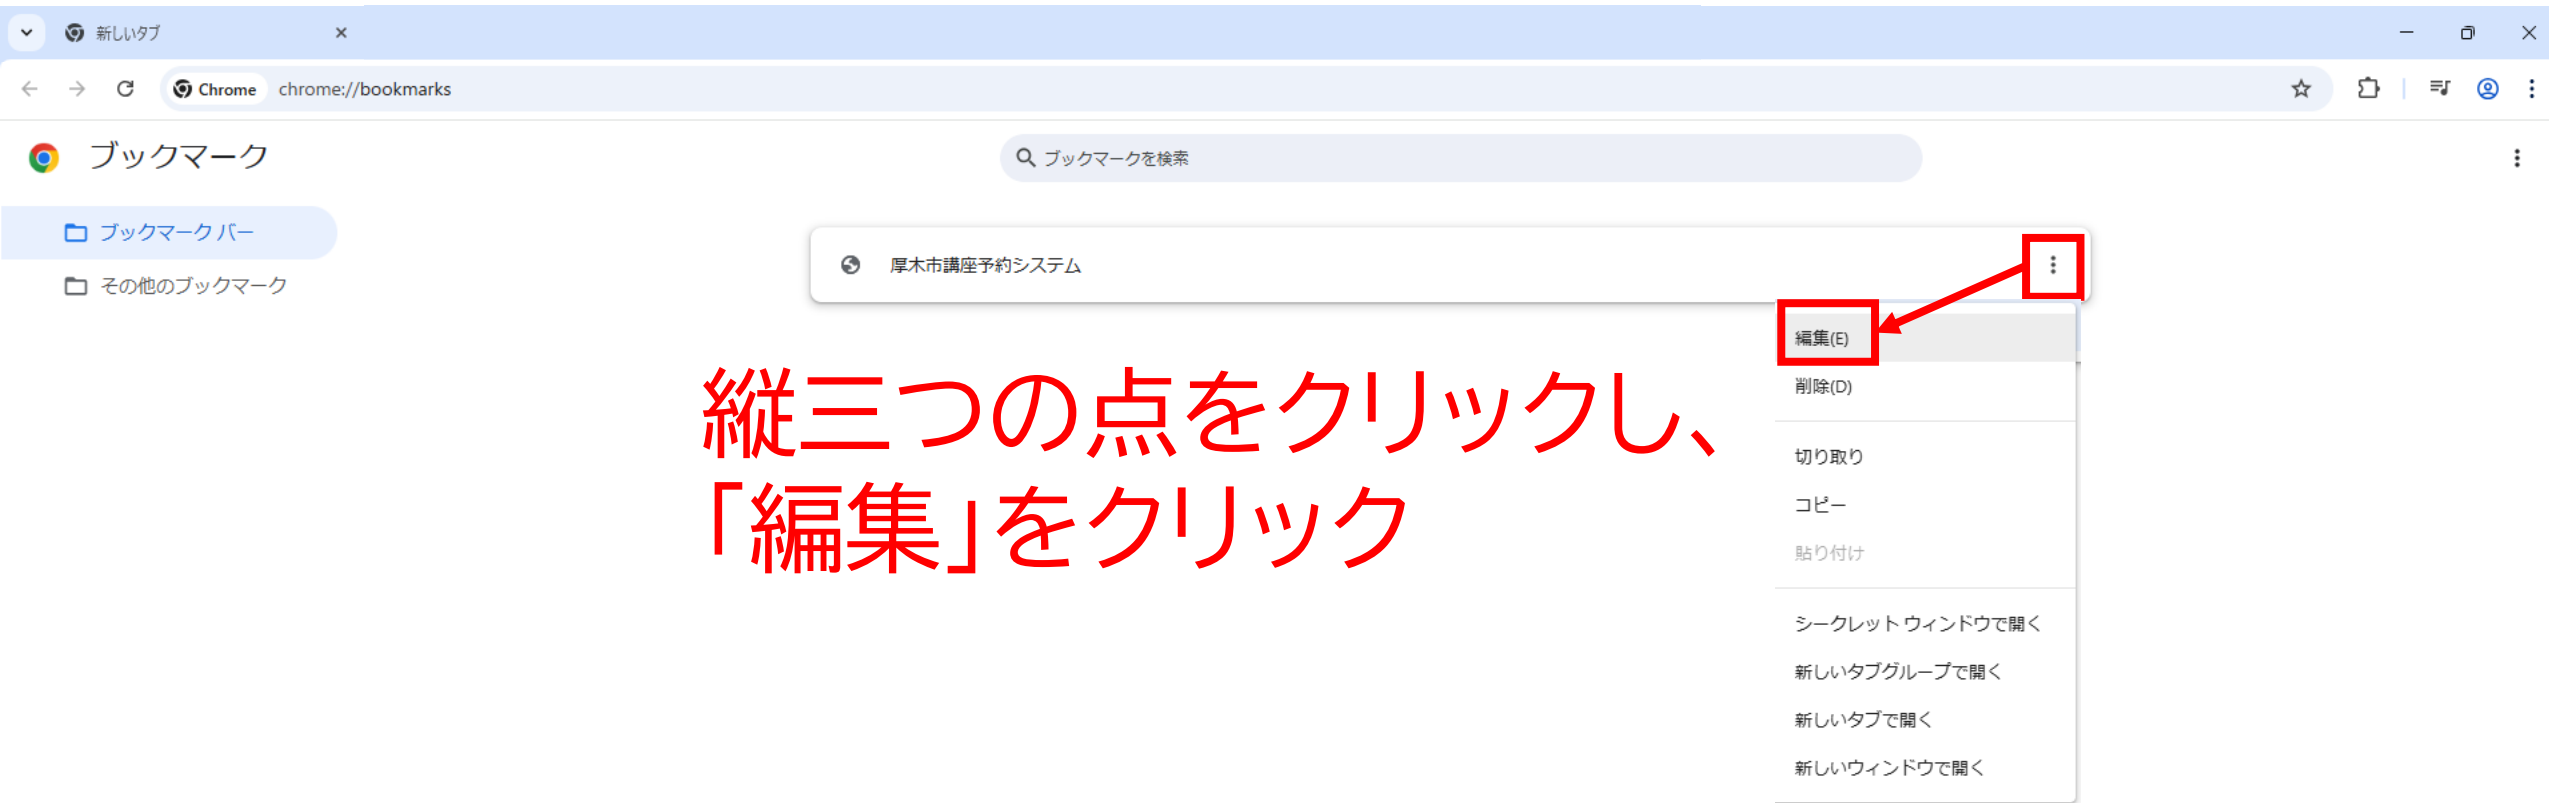 新しいタブ
Chrome chrome://bookmarks
ブックマーク
ブックマークを検索
ブックマーク バー
その他のブックマーク
厚木市講座予約システム
編集(E)
削除(D)
切り取り
コピー
貼り付け
シークレット ウィンドウで開く
新しいタブグループで開く
新しいタブで開く
新しいウィンドウで開く
縦三つの点をクリックし、
「編集」をクリック